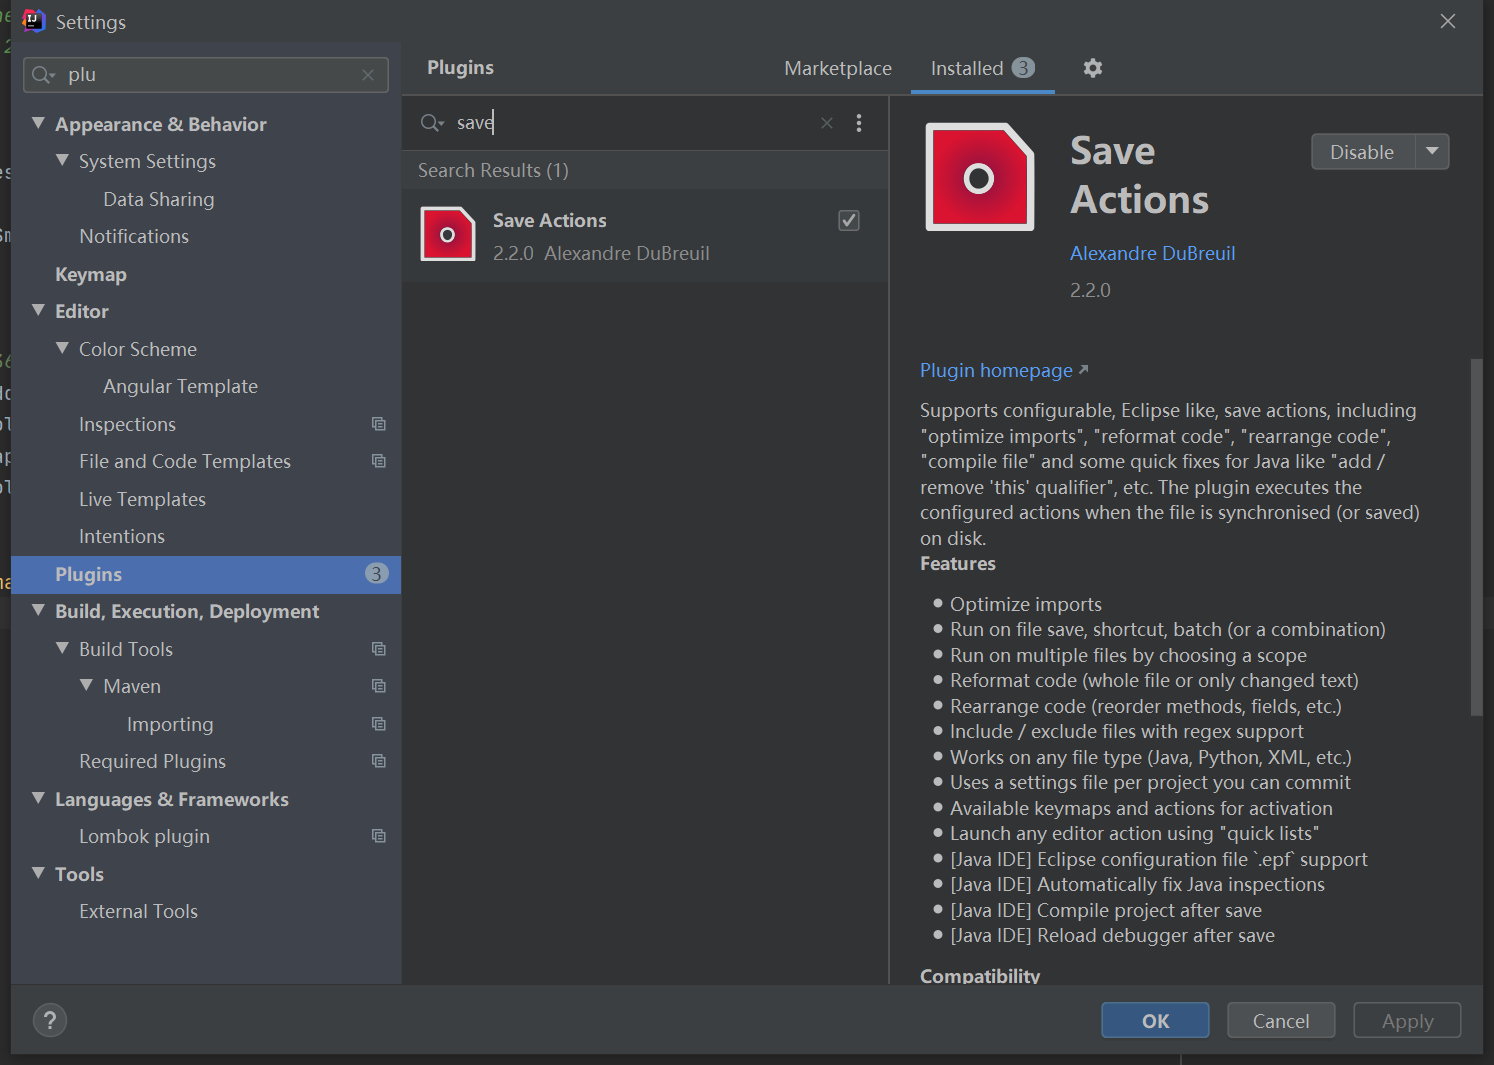 Settings
plu
Appearance & Behavior
System Settings
Data Sharing
Notifications
Keymap
Editor
Color Scheme
Angular Template
Inspections
File and Code Templates
Live Templates
Intentions
Plugins 3
Build, Execution, Deployment
Build Tools
Maven
Importing
Required Plugins
Languages & Frameworks
Lombok plugin
Tools
External Tools
Plugins
Marketplace
Installed 3
save
Search Results (1)
Save Actions
2.2.0 Alexandre DuBreuil
Save
Actions
Disable
Alexandre DuBreuil
2.2.0
Plugin homepage
Supports configurable, Eclipse like, save actions, including
"optimize imports", "reformat code", "rearrange code",
"compile file" and some quick fixes for Java like "add /
remove 'this' qualifier", etc. The plugin executes the
configured actions when the file is synchronised (or saved)
on disk.
Features
● Optimize imports
● Run on file save, shortcut, batch (or a combination)
● Run on multiple files by choosing a scope
● Reformat code (whole file or only changed text)
● Rearrange code (reorder methods, fields, etc.)
● Include / exclude files with regex support
● Works on any file type (Java, Python, XML, etc.)
● Uses a settings file per project you can commit
● Available keymaps and actions for activation
● Launch any editor action using "quick lists"
● [Java IDE] Eclipse configuration file `.epf` support
● [Java IDE] Automatically fix Java inspections
● [Java IDE] Compile project after save
● [Java IDE] Reload debugger after save
Compatibility
?
OK
Cancel
Apply